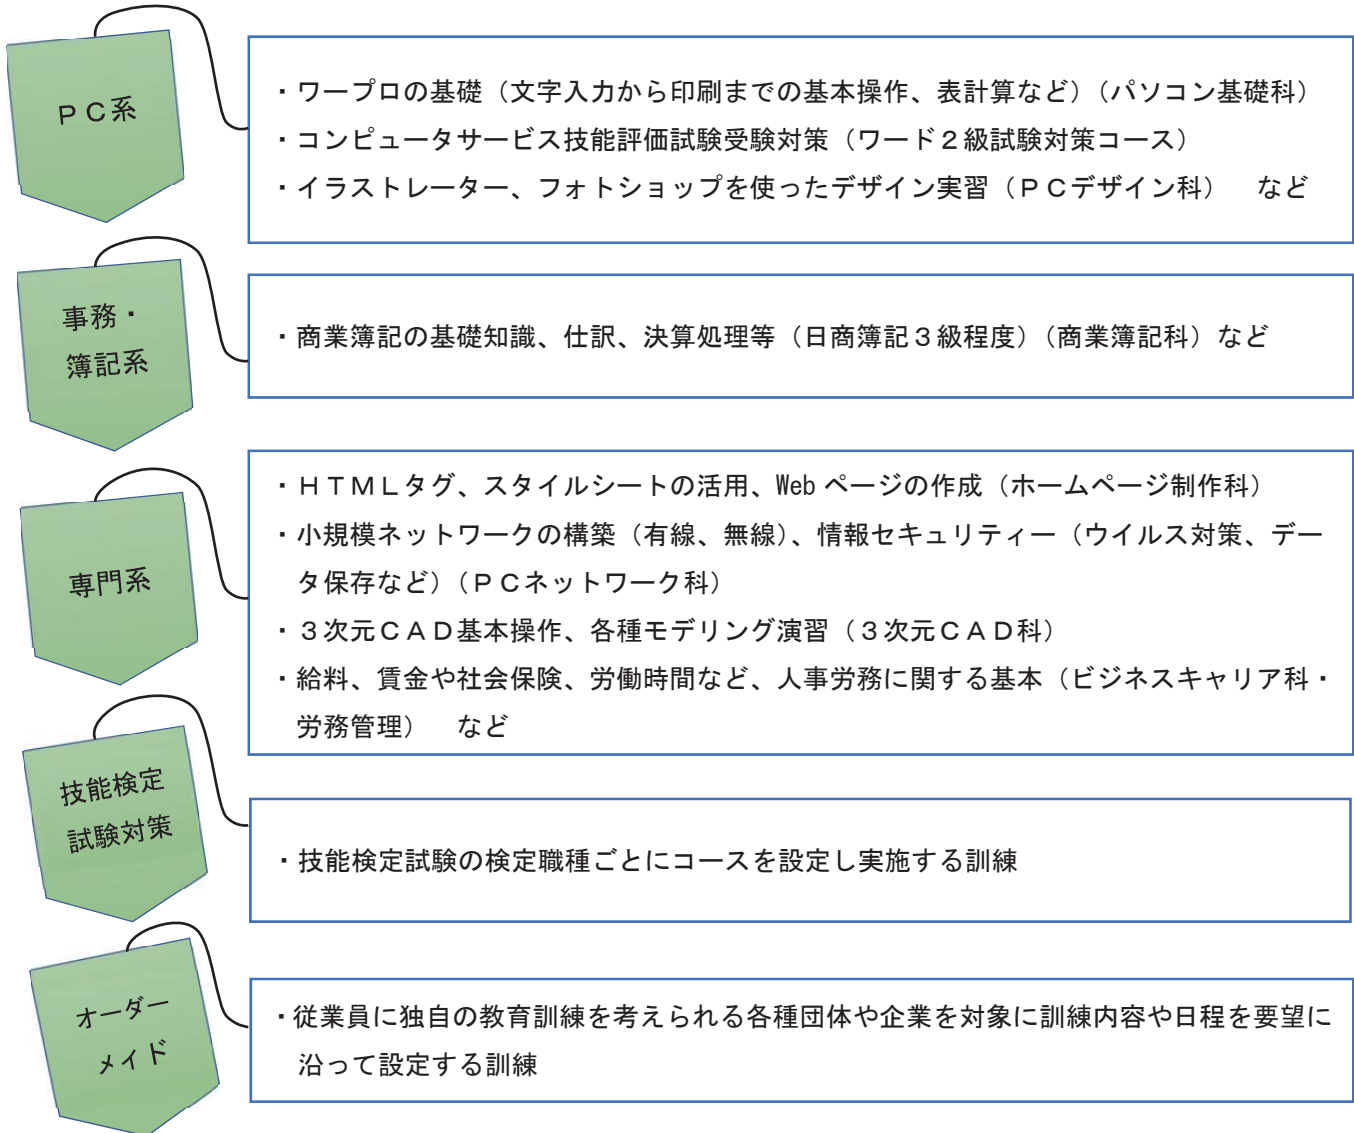 ＰＣ系
・ワープロの基礎（文字入力から印刷までの基本操作、表計算など）（パソコン基礎科）
・コンピュータサービス技能評価試験受験対策（ワード２級試験対策コース）
・イラストレーター、フォトショップを使ったデザイン実習（ＰＣデザイン科）　など
事務・
簿記系
・商業簿記の基礎知識、仕訳、決算処理等（日商簿記３級程度）（商業簿記科）など
専門系
・ＨＴＭＬタグ、スタイルシートの活用、Web ページの作成（ホームページ制作科）
・小規模ネットワークの構築（有線、無線）、情報セキュリティー（ウイルス対策、デー
タ保存など）（ＰＣネットワーク科）
・３次元ＣＡＤ基本操作、各種モデリング演習（３次元ＣＡＤ科）
・給料、賃金や社会保険、労働時間など、人事労務に関する基本（ビジネスキャリア科・
労務管理）　など
技能検定
試験対策
・技能検定試験の検定職種ごとにコースを設定し実施する訓練
オーダー
メイド
・従業員に独自の教育訓練を考えられる各種団体や企業を対象に訓練内容や日程を要望に
沿って設定する訓練